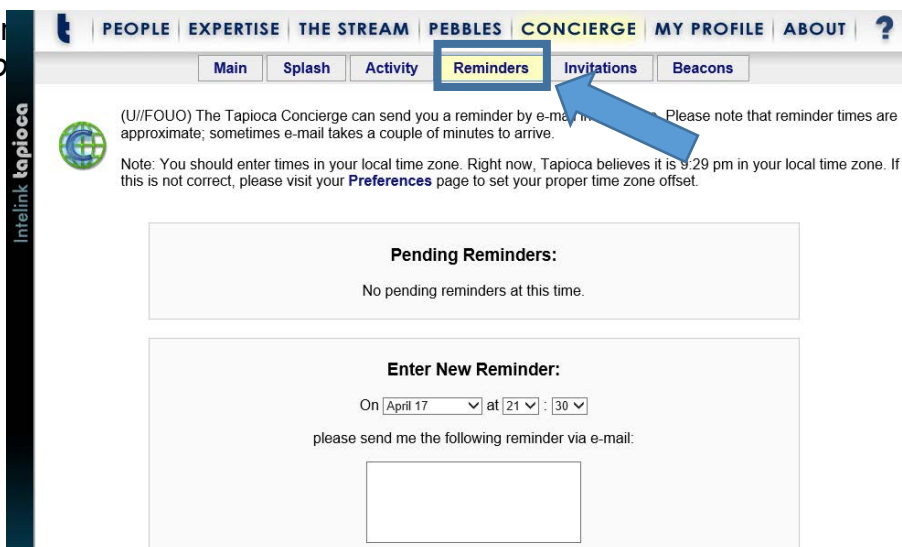 t PEOPLE EXPERTISE THE STREAM PEBBLES CONCIERGE MY PROFILE ABOUT ?
Main Splash Activity Reminders Invitations Beacons
Intelink tapioca
C
(U//FOUO) The Tapioca Concierge can send you a reminder by Please note that reminder times are
approximate; sometimes e-mail takes a couple of minutes to arrive.
Note: You should enter times in your local time zone. Right now, Tapioca believes it is 9:29 pm in your local time zone. If
this is not correct, please visit your Preferences page to set your proper time zone offset.
Pending Reminders:
No pending reminders at this time.
Enter New Reminder:
On April 17 at 21 : 30
please send me the following reminder via e-mail: